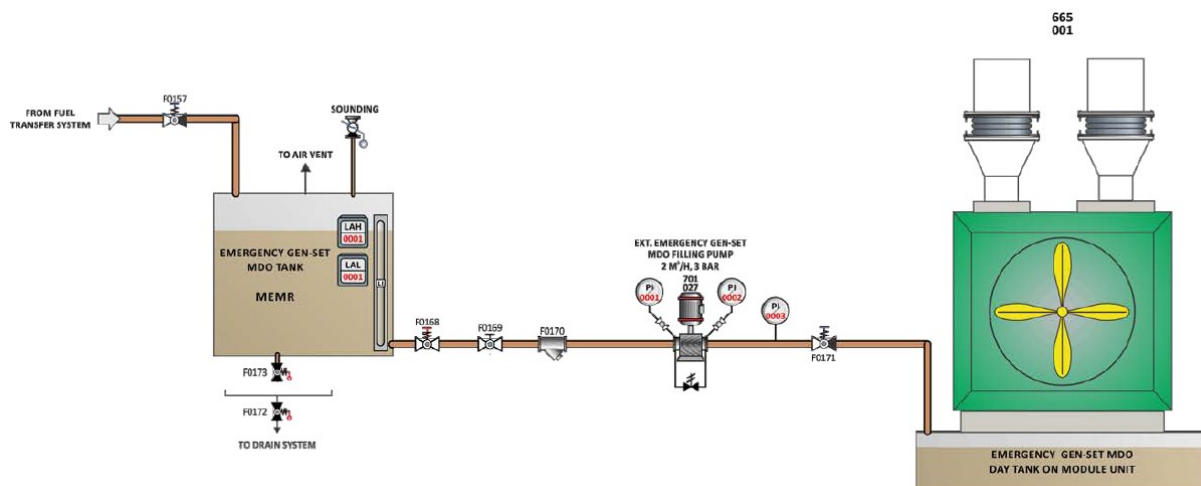 665
001
F0157
FROM FUEL
TRANSFER SYSTEM
SOUNDING
TO AIR VENT
LAH
0001
EMERGENCY GEN-SET
MDO TANK
LAL
0001
LI
MEMR
EXT. EMERGENCY GEN-SET
MDO FILLING PUMP
2 M³/H, 3 BAR
701
027
PI
0001
PI
0002
PI
0003
F0168
F0169
F0170
F0171
F0173
F0172
TO DRAIN SYSTEM
EMERGENCY GEN-SET MDO
DAY TANK ON MODULE UNIT